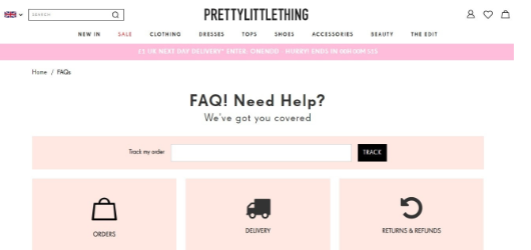 SEARCH
PRETTYLITTLETHING
NEW IN SALE CLOTHING DRESSES TOPS SHOES ACCESSORIES BEAUTY THE EDIT
£1 UK NEXT DAY DELIVERY* ENTER: HURRY! ENDS IN
Home / FAQs
FAQ! Need Help?
We've got you covered
Track my order TRACK
ORDERS DELIVERY RETURNS & REFUNDS